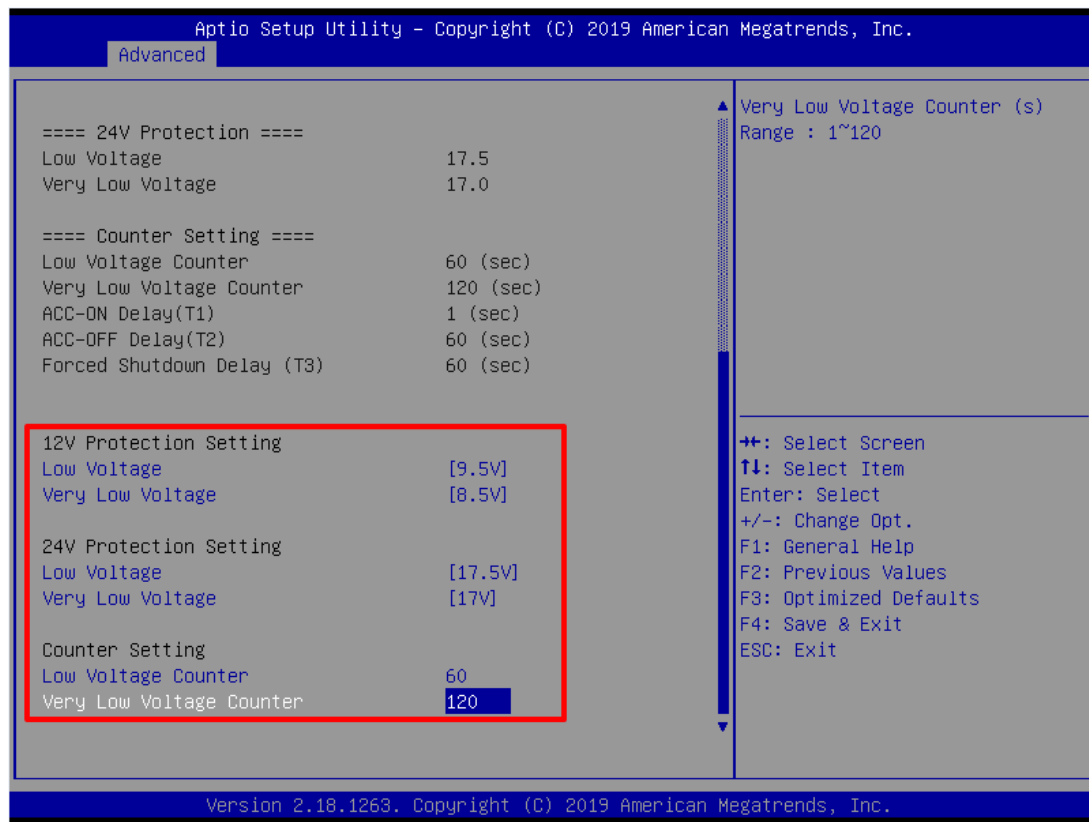 Aptio Setup Utility – Copyright (C) 2019 American Megatrends, Inc.
Advanced
==== 24V Protection ====
Low Voltage 17.5
Very Low Voltage 17.0
==== Counter Setting ====
Low Voltage Counter 60 (sec)
Very Low Voltage Counter 120 (sec)
ACC-ON Delay(T1) 1 (sec)
ACC-OFF Delay(T2) 60 (sec)
Forced Shutdown Delay (T3) 60 (sec)
12V Protection Setting
Low Voltage [9.5V]
Very Low Voltage [8.5V]
24V Protection Setting
Low Voltage [17.5V]
Very Low Voltage [17V]
Counter Setting
Low Voltage Counter 60
Very Low Voltage Counter 120
Very Low Voltage Counter (s)
Range : 1~120
→←: Select Screen
↑↓: Select Item
Enter: Select
+/-: Change Opt.
F1: General Help
F2: Previous Values
F3: Optimized Defaults
F4: Save & Exit
ESC: Exit
Version 2.18.1263. Copyright (C) 2019 American Megatrends, Inc.